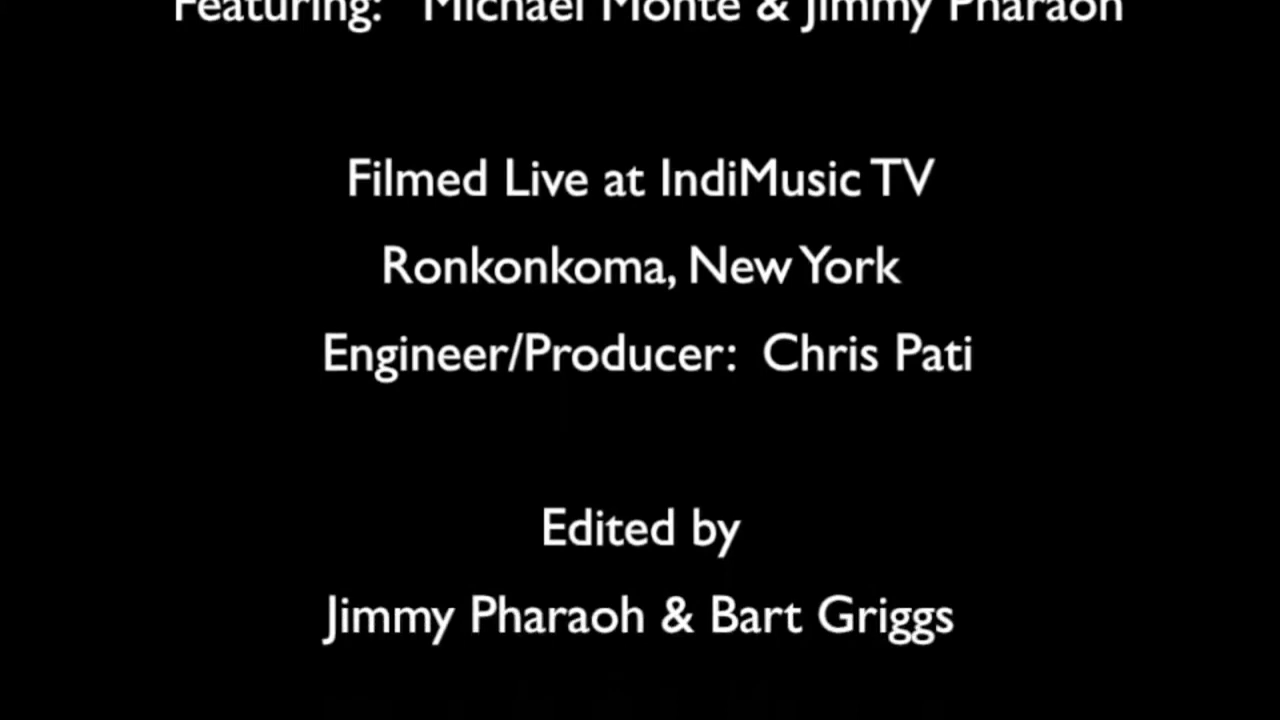 Featuring: Michael Monte & Jimmy Pharaoh
Filmed Live at IndiMusic TV
Ronkonkoma, New York
Engineer/Producer: Chris Pati
Edited by
Jimmy Pharaoh & Bart Griggs